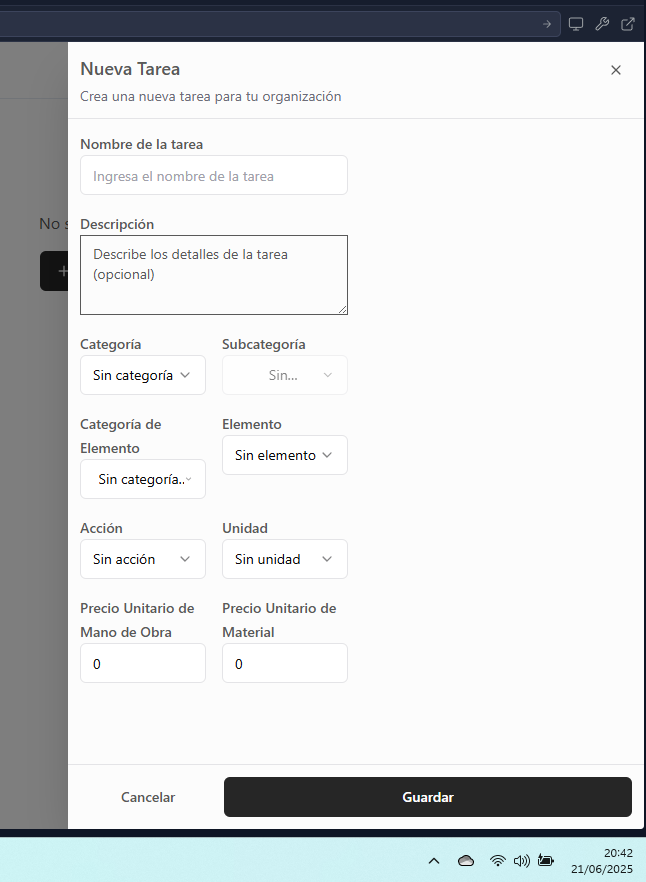 Nueva Tarea
Crea una nueva tarea para tu organización
Nombre de la tarea
Ingresa el nombre de la tarea
No
Descripción
Describe los detalles de la tarea
(opcional)
Categoría
Subcategoría
Sin categoría
Sin...
Categoría de
Elemento
Elemento
Sin categoría..
Sin elemento
Acción
Unidad
Sin acción
Sin unidad
Precio Unitario de
Mano de Obra
Precio Unitario de
Material
0
0
Cancelar
Guardar
20:42
21/06/2025